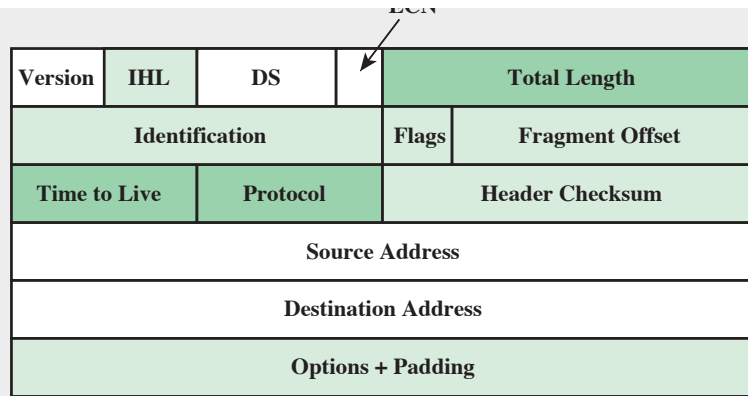 ECN
Version IHL DS Total Length
Identification Flags Fragment Offset
Time to Live Protocol Header Checksum
Source Address
Destination Address
Options + Padding